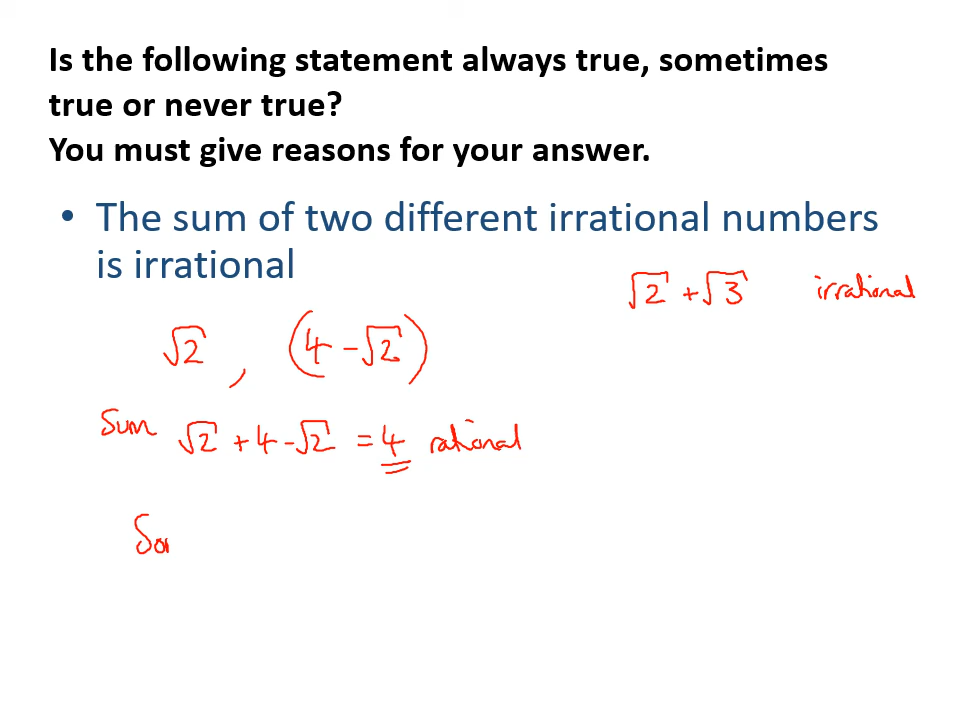 Is the following statement always true, sometimes
true or never true?
You must give reasons for your answer.
• The sum of two different irrational numbers
is irrational
√2 + √3 irrational
√2 , (4 - √2)
Sum √2 + 4 - √2 = 4 rational
So